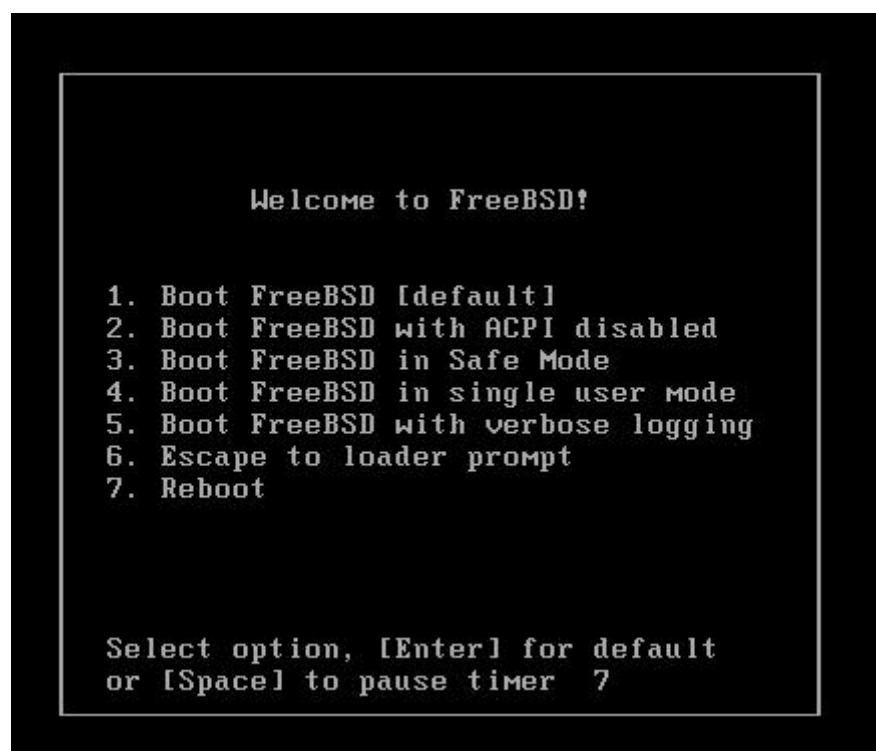 Welcome to FreeBSD!
1. Boot FreeBSD [default]
2. Boot FreeBSD with ACPI disabled
3. Boot FreeBSD in Safe Mode
4. Boot FreeBSD in single user mode
5. Boot FreeBSD with verbose logging
6. Escape to loader prompt
7. Reboot
Select option, [Enter] for default
or [Space] to pause timer  7